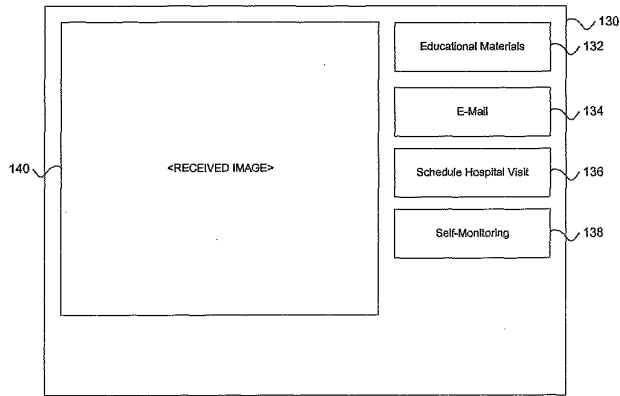 130
Educational Materials
132
E-Mail
134
140
<RECEIVED IMAGE>
Schedule Hospital Visit
136
Self-Monitoring
138